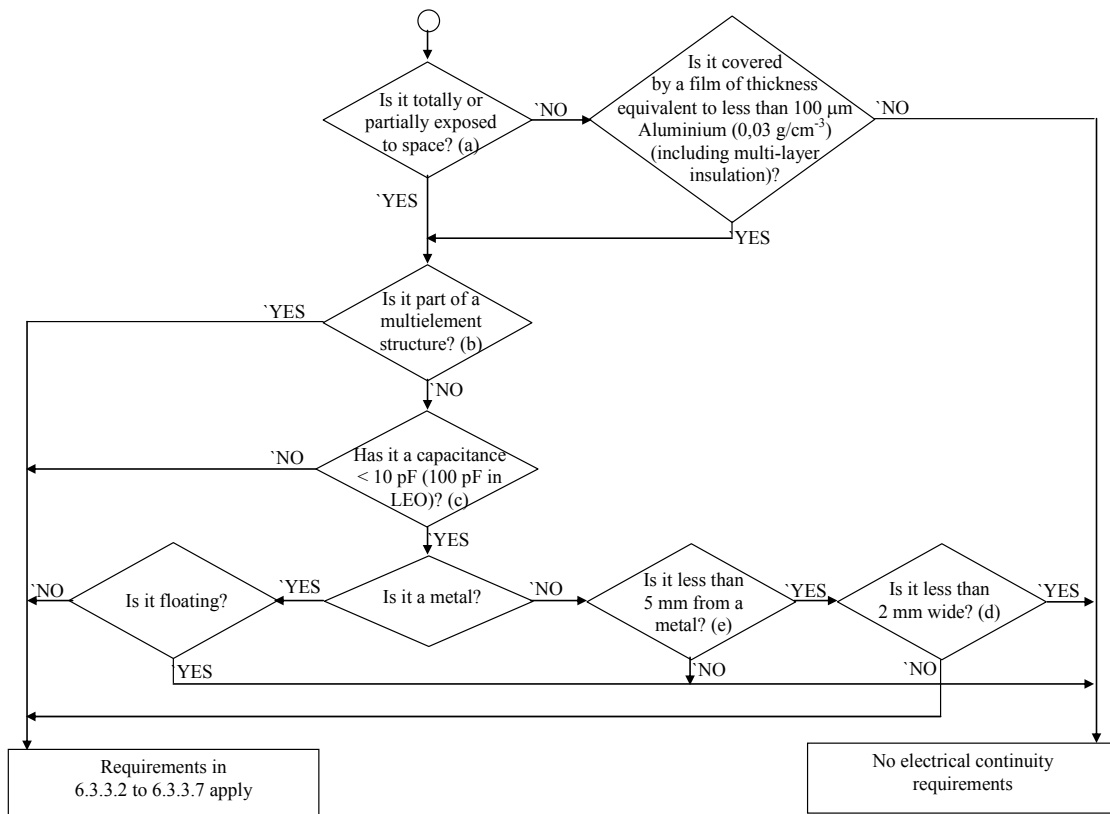 Is it totally or
partially exposed
to space? (a)
`NO
Is it covered
by a film of thickness
equivalent to less than 100 μm
Aluminium (0,03 g/cm⁻³)
(including multi-layer
insulation)?
`NO
`YES
`YES
Is it part of a
multielement
structure? (b)
`YES
`NO
Has it a capacitance
< 10 pF (100 pF in
LEO)? (c)
`NO
`YES
`NO
Is it floating?
`YES
Is it a metal?
`NO
Is it less than
5 mm from a
metal? (e)
`YES
Is it less than
2 mm wide? (d)
`YES
`YES
`NO
`NO
Requirements in
6.3.3.2 to 6.3.3.7 apply
No electrical continuity
requirements